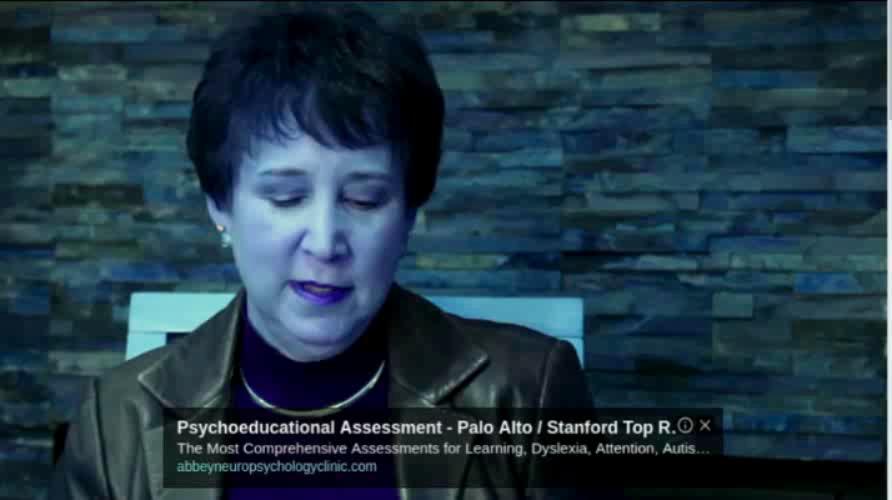 Psychoeducational Assessment - Palo Alto / Stanford Top R.
The Most Comprehensive Assessments for Learning, Dyslexia, Attention, Autis...
abbeyneuropsychologyclinic.com